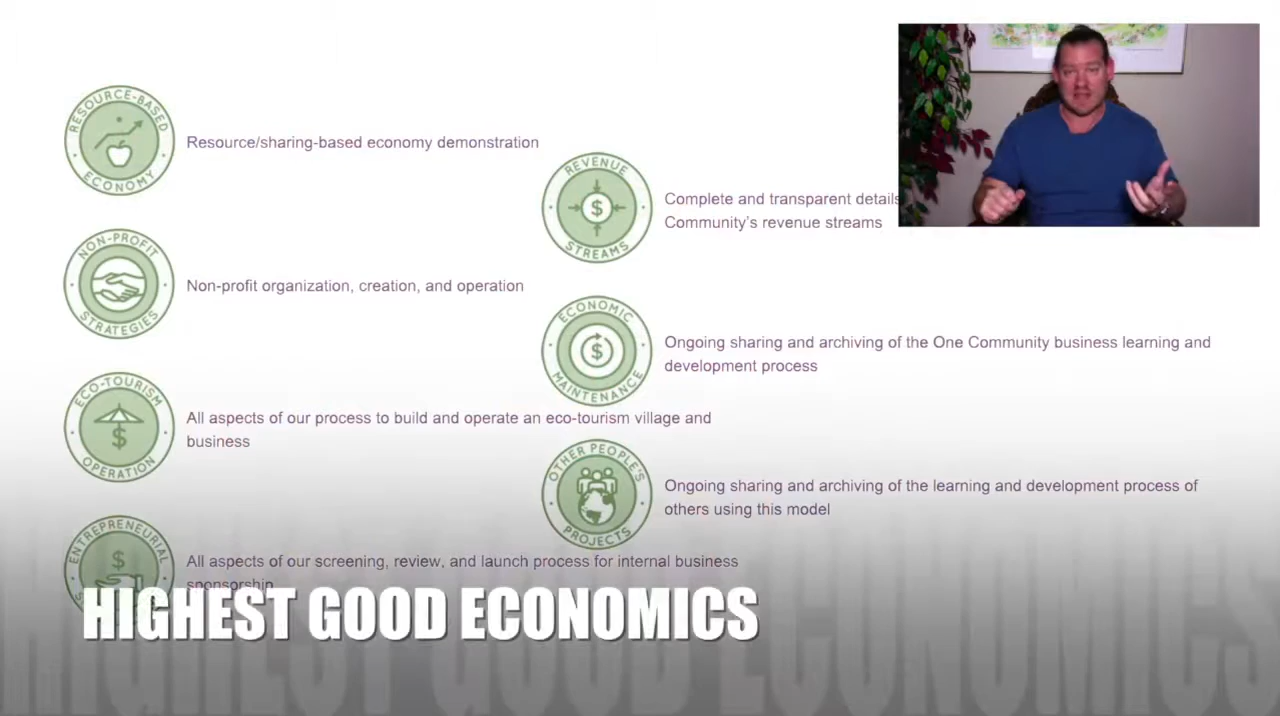 RESOURCE-BASED
ECONOMY
Resource/sharing-based economy demonstration
NON-PROFIT
STRATEGIES
Non-profit organization, creation, and operation
ECO-TOURISM
$
OPERATION
All aspects of our process to build and operate an eco-tourism village and
business
ENTREPRENEURIAL
$
All aspects of our screening, review, and launch process for internal business
sponsorship
REVENUE
$
STREAMS
Complete and transparent details
Community's revenue streams
ECONOMIC
$
MAINTENANCE
Ongoing sharing and archiving of the One Community business learning and
development process
OTHER PEOPLE'S
PROJECTS
Ongoing sharing and archiving of the learning and development process of
others using this model
HIGHEST GOOD ECONOMICS
HIGHEST GOOD ECONOMICS